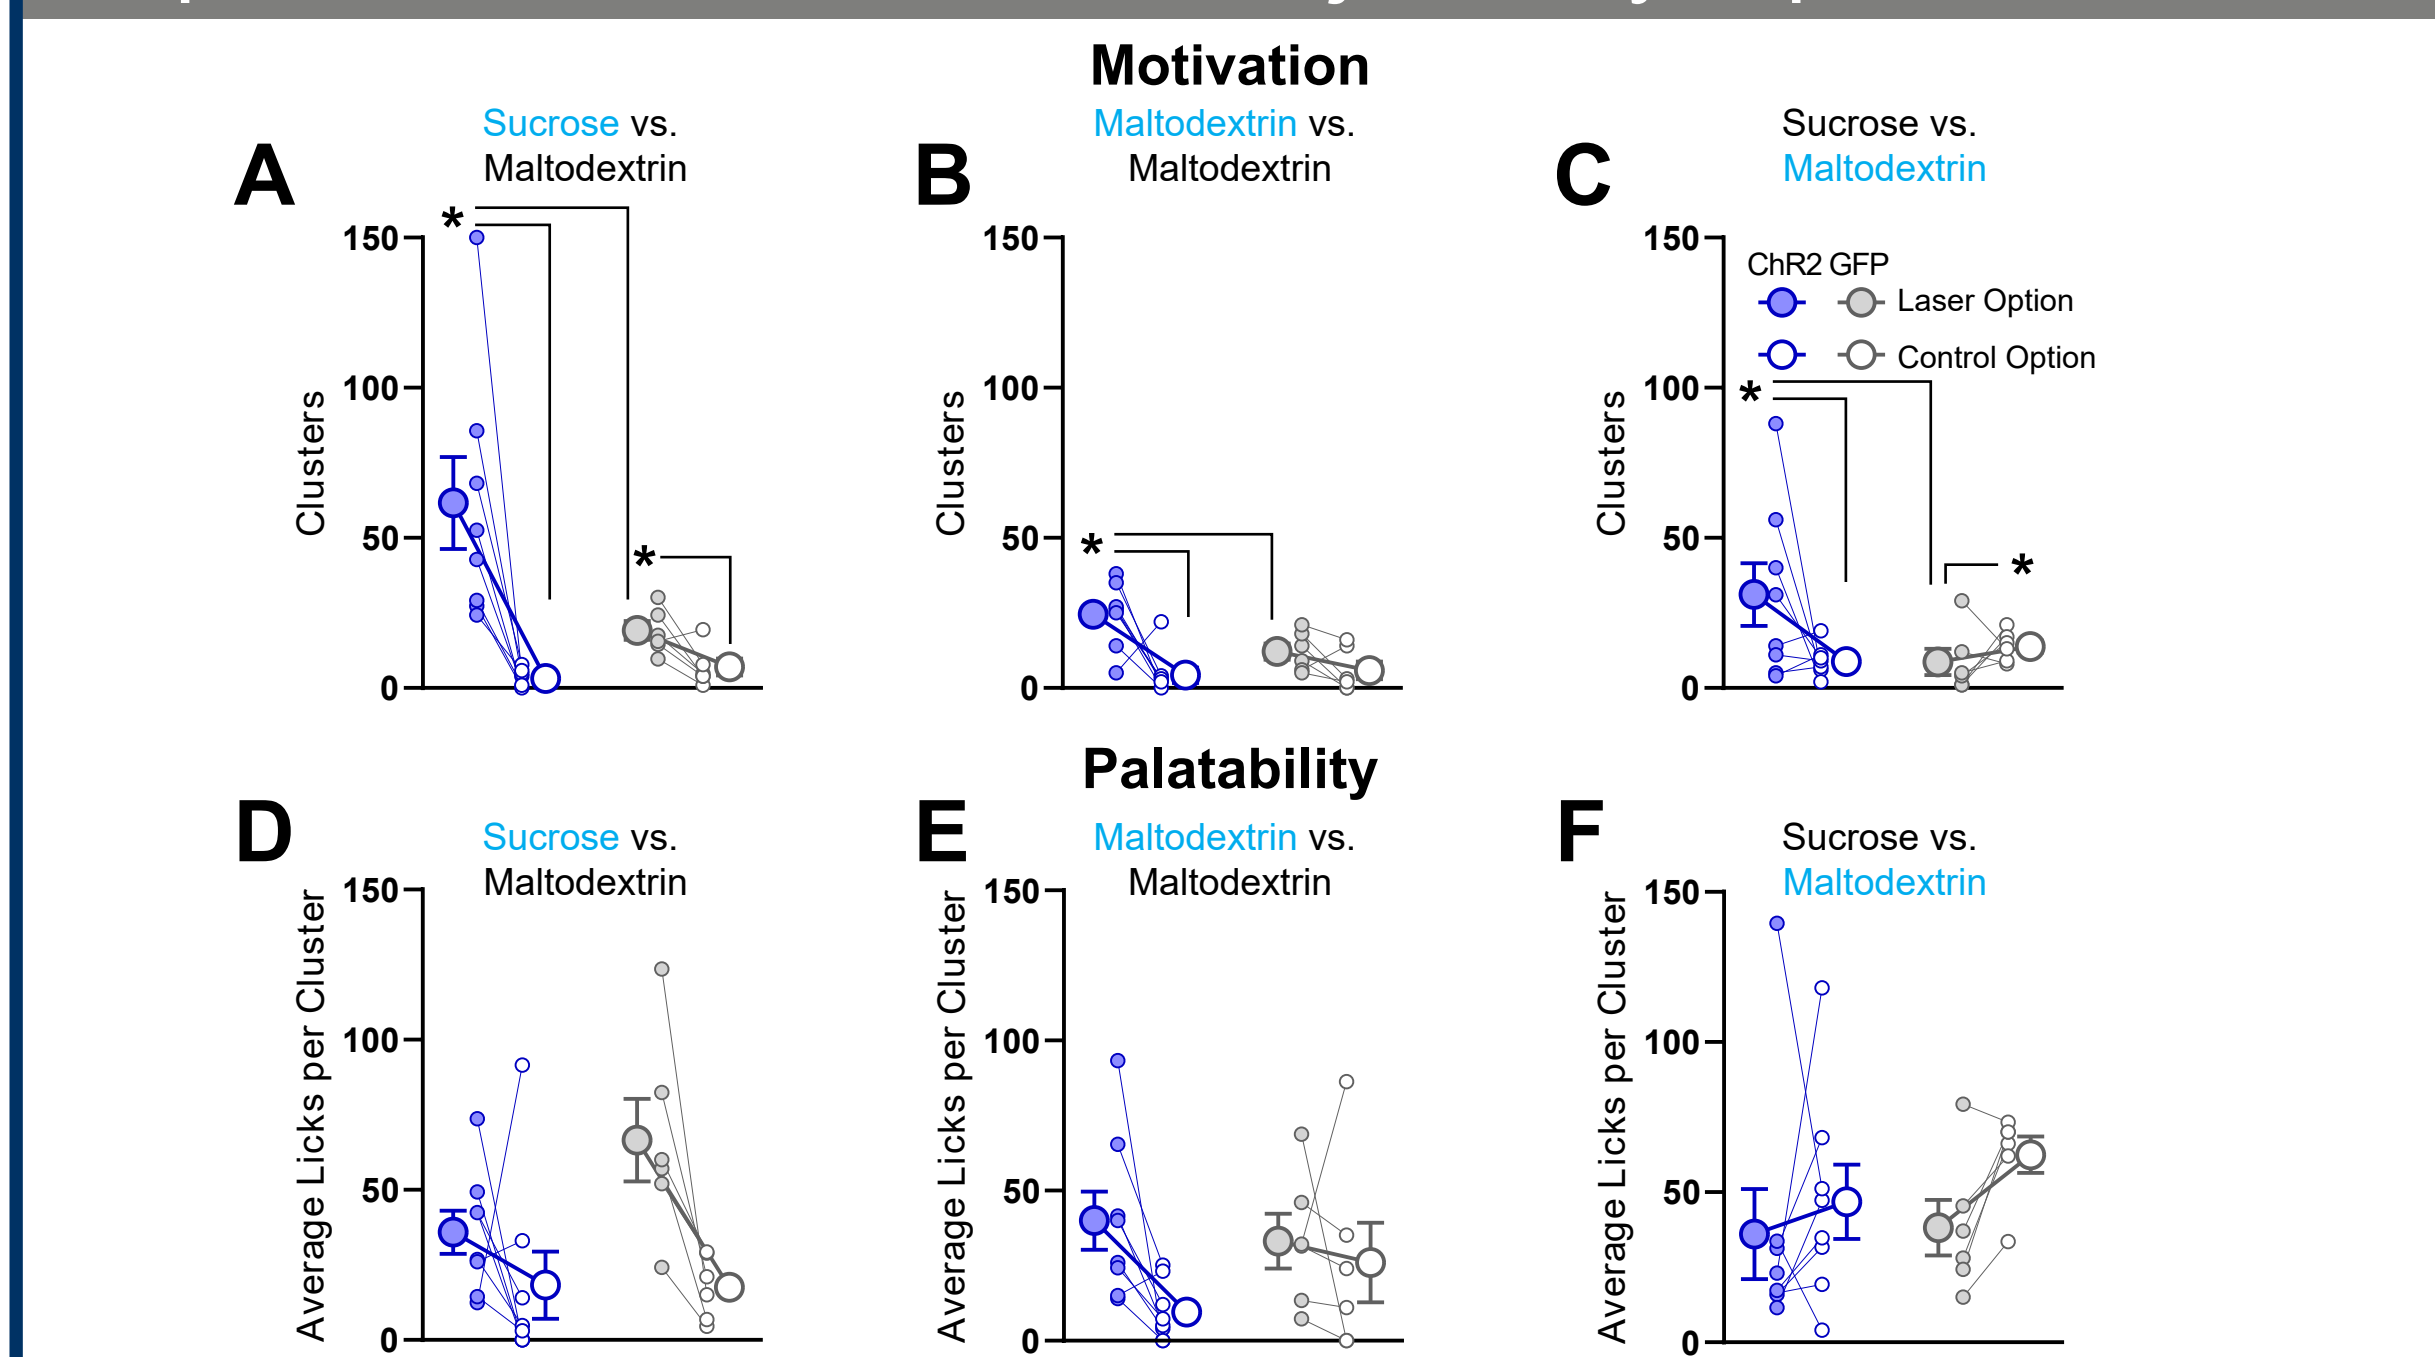 Motivation
A
Sucrose vs.
Maltodextrin
B
Maltodextrin vs.
Maltodextrin
C
Sucrose vs.
Maltodextrin
*
150
100
50
0
Clusters
*
150
100
50
0
Clusters
*
150
100
50
0
Clusters
ChR2 GFP
Laser Option
Control Option
*
*
Palatability
D
Sucrose vs.
Maltodextrin
E
Maltodextrin vs.
Maltodextrin
F
Sucrose vs.
Maltodextrin
150
100
50
0
Average Licks per Cluster
150
100
50
0
Average Licks per Cluster
150
100
50
0
Average Licks per Cluster